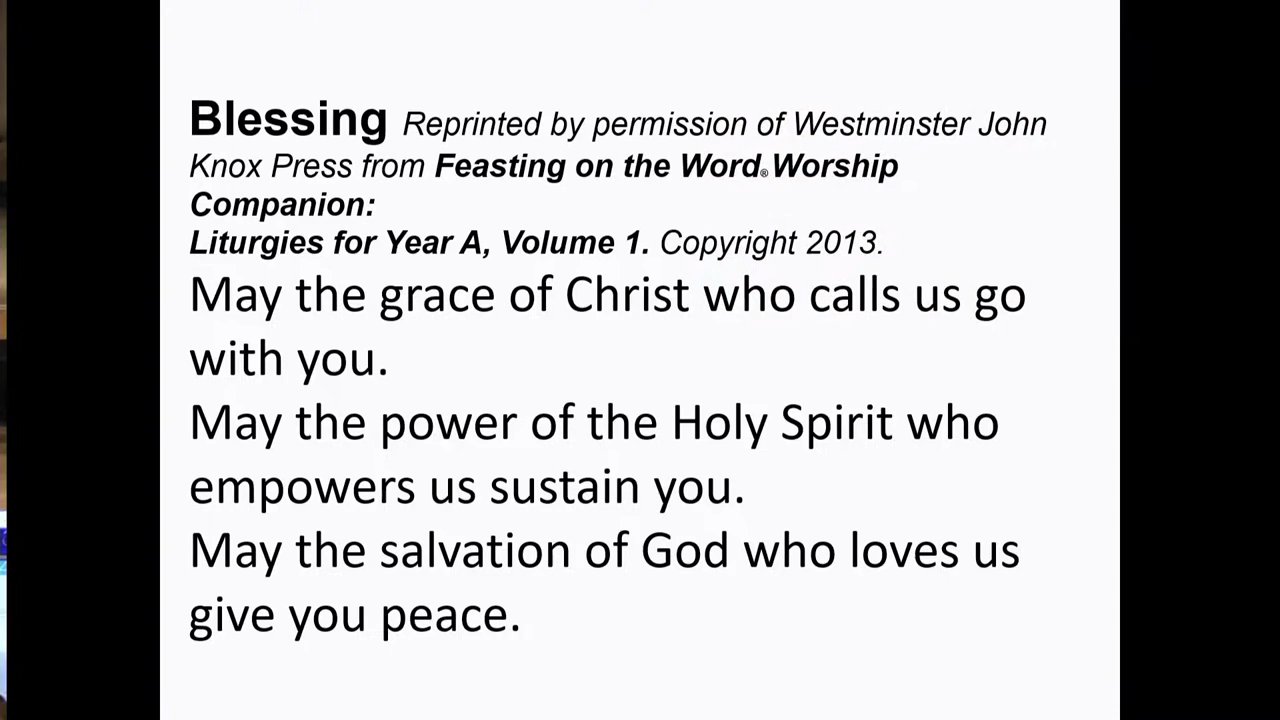 Blessing Reprinted by permission of Westminster John
Knox Press from Feasting on the Word® Worship
Companion:
Liturgies for Year A, Volume 1. Copyright 2013.
May the grace of Christ who calls us go
with you.
May the power of the Holy Spirit who
empowers us sustain you.
May the salvation of God who loves us
give you peace.